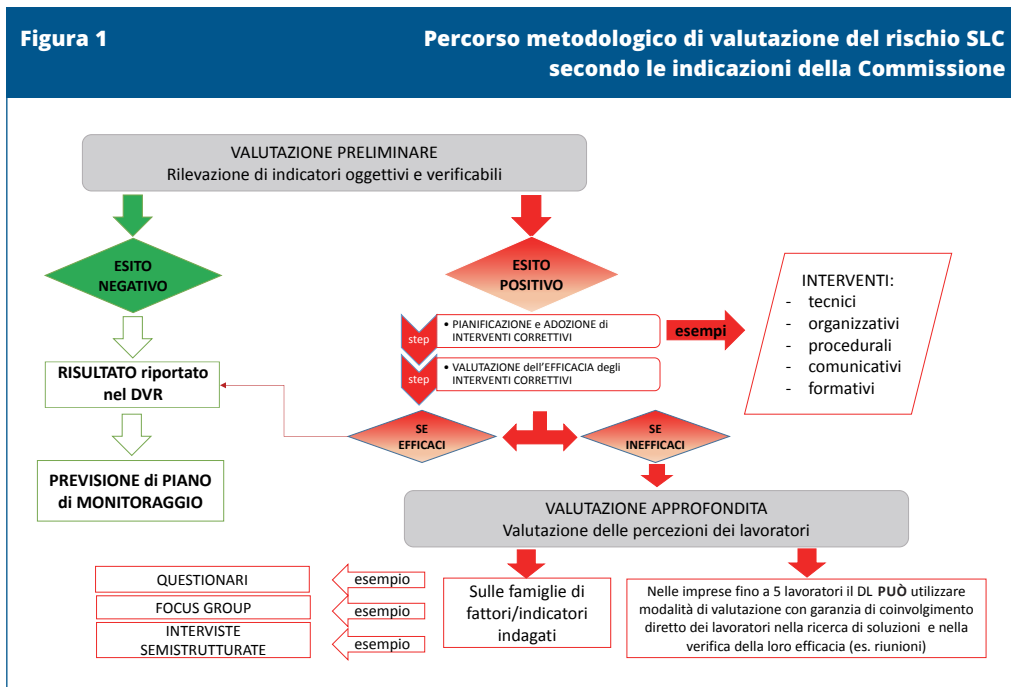 Figura 1
Percorso metodologico di valutazione del rischio SLC
secondo le indicazioni della Commissione
VALUTAZIONE PRELIMINARE
Rilevazione di indicatori oggettivi e verificabili
ESITO
NEGATIVO
ESITO
POSITIVO
INTERVENTI:
- tecnici
- organizzativi
- procedurali
- comunicativi
- formativi
step
• PIANIFICAZIONE e ADOZIONE di
INTERVENTI CORRETTIVI
esempi
step
• VALUTAZIONE dell'EFFICACIA degli
INTERVENTI CORRETTIVI
RISULTATO riportato
nel DVR
SE
EFFICACI
SE
INEFFICACI
PREVISIONE di PIANO
di MONITORAGGIO
VALUTAZIONE APPROFONDITA
Valutazione delle percezioni dei lavoratori
QUESTIONARI
esempio
FOCUS GROUP
esempio
INTERVISTE
SEMISTRUTTURATE
esempio
Sulle famiglie di
fattori/indicatori
indagati
Nelle imprese fino a 5 lavoratori il DL PUÒ utilizzare
modalità di valutazione con garanzia di coinvolgimento
diretto dei lavoratori nella ricerca di soluzioni e nella
verifica della loro efficacia (es. riunioni)